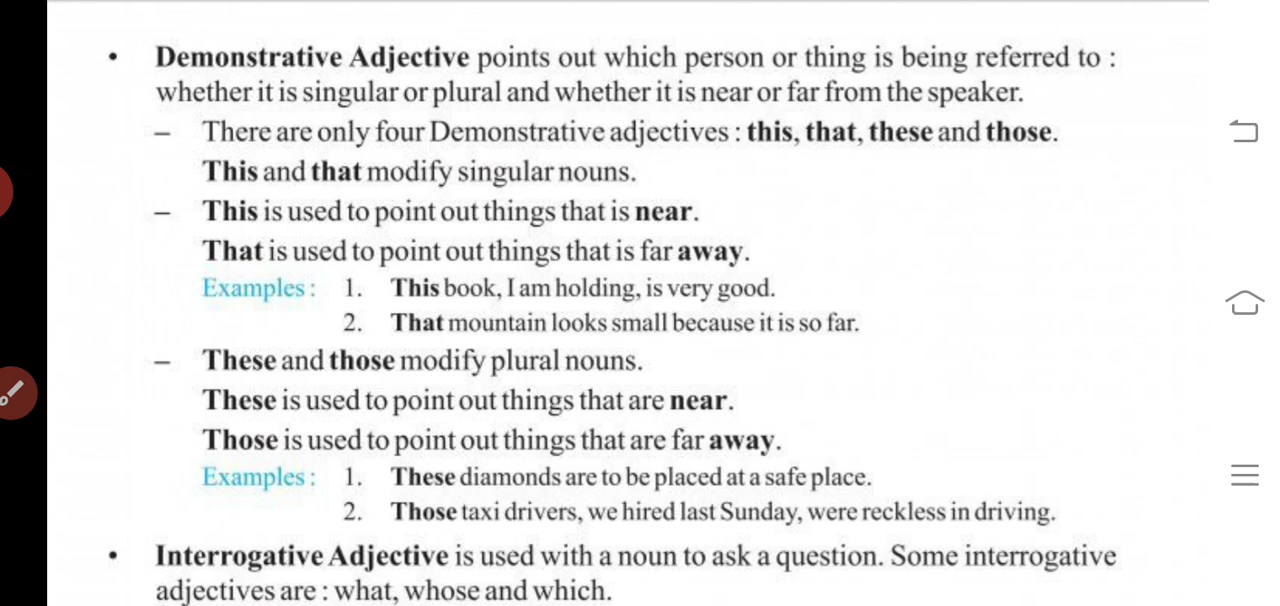 • Demonstrative Adjective points out which person or thing is being referred to :
whether it is singular or plural and whether it is near or far from the speaker.
– There are only four Demonstrative adjectives : this, that, these and those.
This and that modify singular nouns.
– This is used to point out things that is near.
That is used to point out things that is far away.
Examples : 1. This book, I am holding, is very good.
2. That mountain looks small because it is so far.
– These and those modify plural nouns.
These is used to point out things that are near.
Those is used to point out things that are far away.
Examples : 1. These diamonds are to be placed at a safe place.
2. Those taxi drivers, we hired last Sunday, were reckless in driving.
• Interrogative Adjective is used with a noun to ask a question. Some interrogative
adjectives are : what, whose and which.